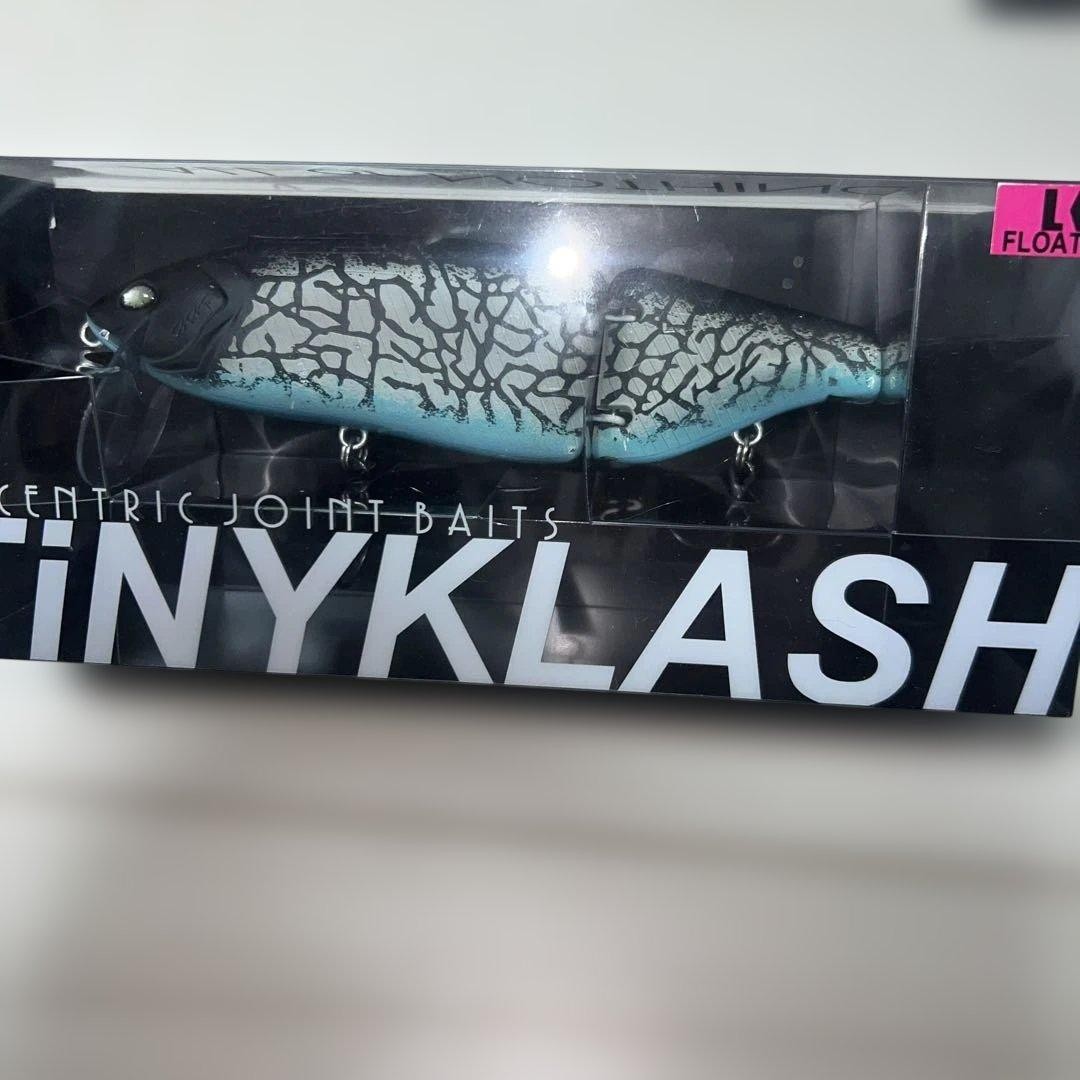 L
FLOAT
CENTRIC JOINT BAITS
TiNYKLASH